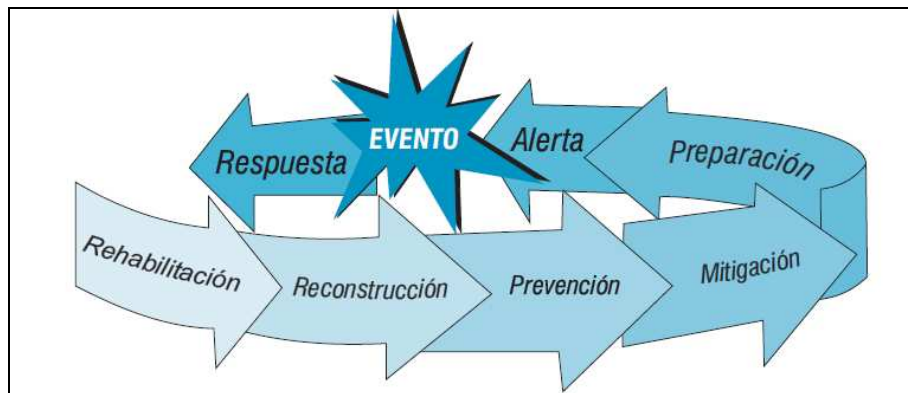 EVENTO
Alerta
Preparación
Respuesta
Rehabilitación
Reconstrucción
Prevención
Mitigación